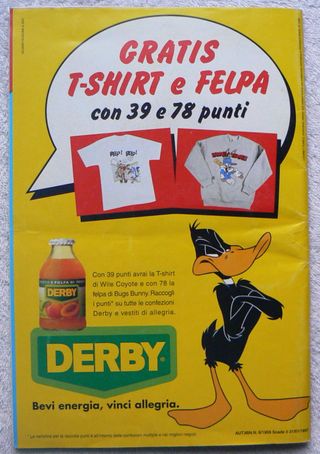 GRATIS
T-SHIRT e FELPA
con 39 e 78 punti
BEEP! BEEP!
DERBY
Con 39 punti avrai la T-shirt
di Wile Coyote e con 78 la
felpa di Bugs Bunny. Raccogli
i punti* su tutte le confezioni
Derby e vestiti di allegria.
DERBY
Bevi energia, vinci allegria.